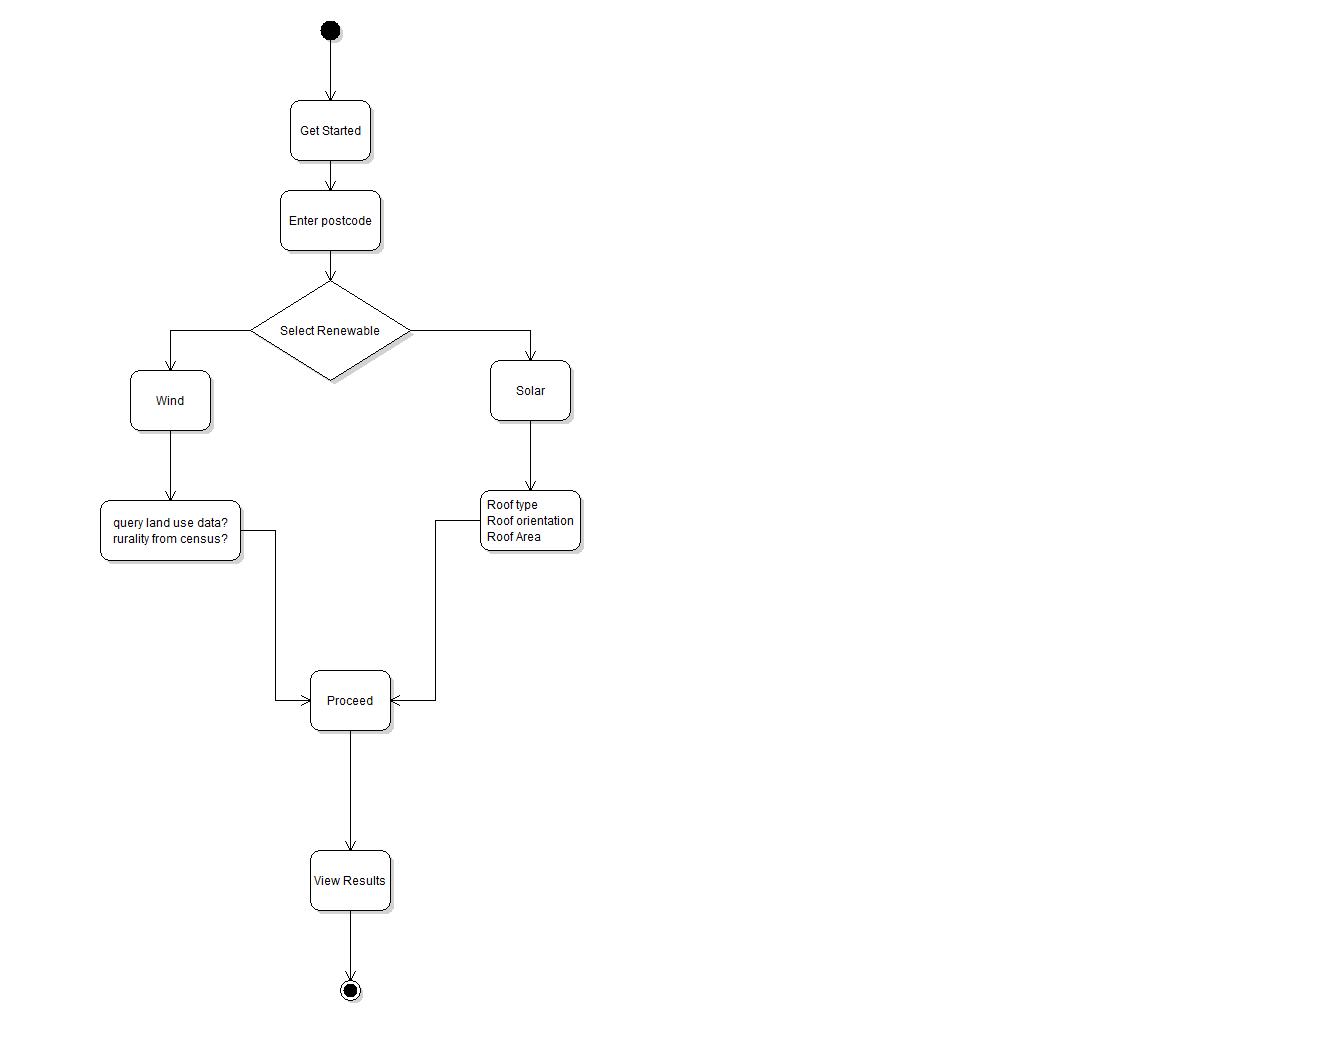 Get Started
Enter postcode
Select Renewable
Wind
Solar
query land use data?
rurality from census?
Roof type
Roof orientation
Roof Area
Proceed
View Results